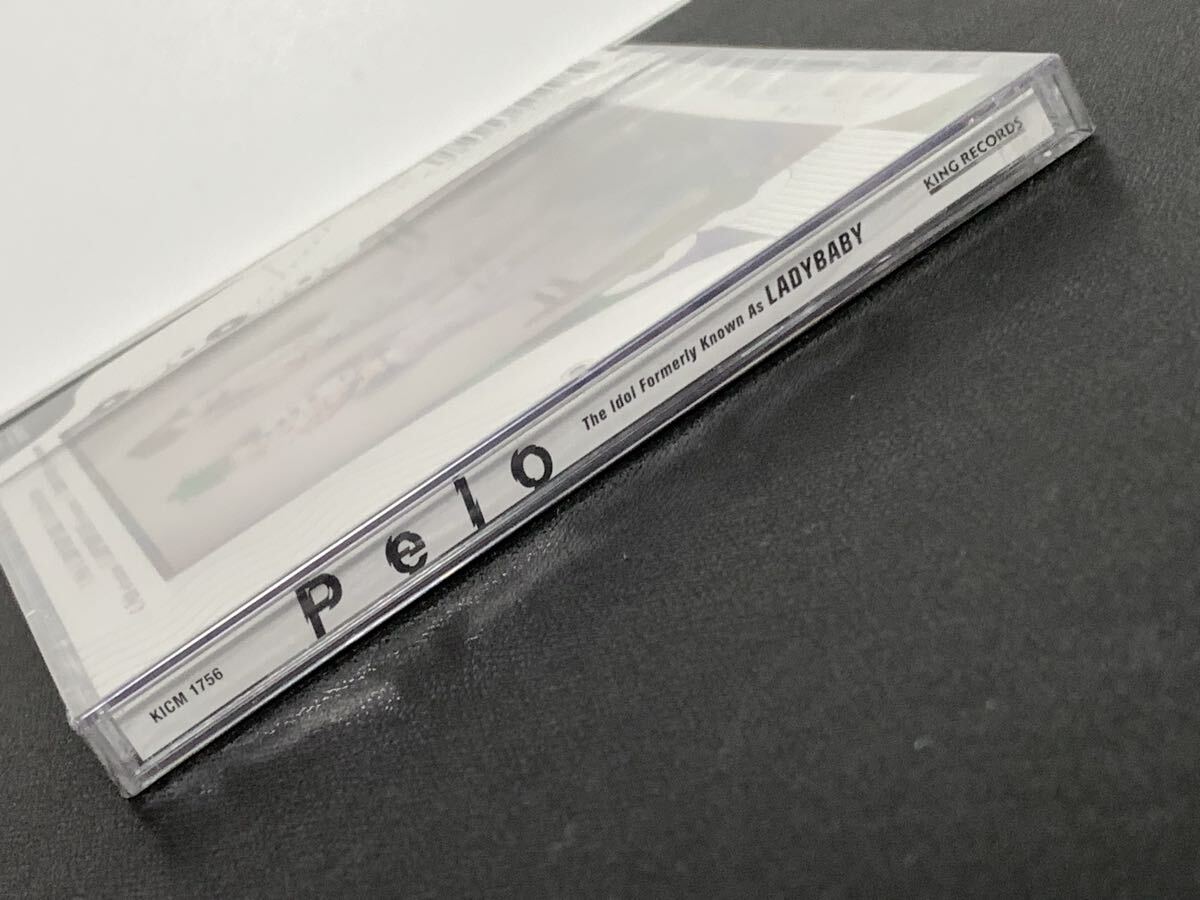 KICM 1756
Pelo
The Idol Formerly Known As LADYBABY
KING RECORDS